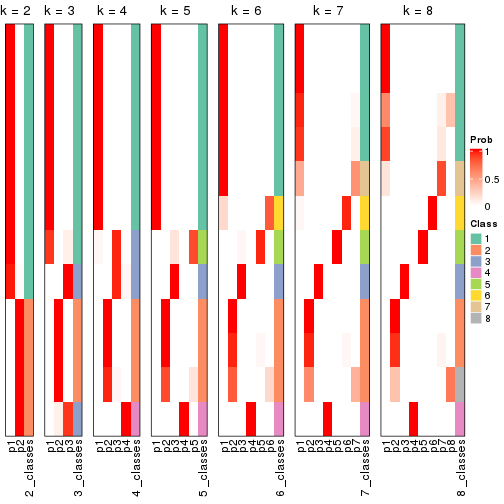 k = 2 k = 3 k = 4 k = 5 k = 6 k = 7 k = 8
Prob
1
0.5
0
Class
1
2
3
4
5
6
7
8
p1 p2 2_classes p1 p2 p3 3_classes p1 p2 p3 p4 4_classes p1 p2 p3 p4 p5 5_classes p1 p2 p3 p4 p5 p6 6_classes p1 p2 p3 p4 p5 p6 p7 7_classes p1 p2 p3 p4 p5 p6 p7 p8 8_classes